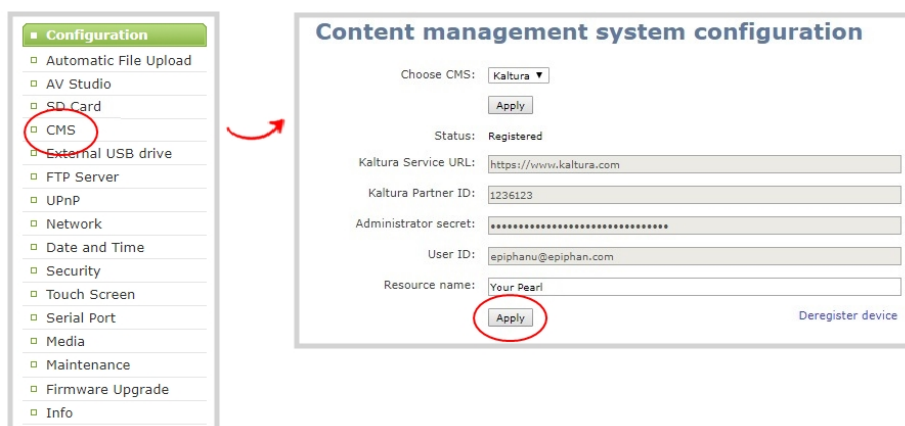 Configuration
Automatic File Upload
AV Studio
SD Card
CMS
External USB drive
FTP Server
UPnP
Network
Date and Time
Security
Touch Screen
Serial Port
Media
Maintenance
Firmware Upgrade
Info
Content management system configuration
Choose CMS: Kaltura ▼
Apply
Status: Registered
Kaltura Service URL: https://www.kaltura.com
Kaltura Partner ID: 1236123
Administrator secret: ••••••••••••••••••••••••••••••••
User ID: epiphanu@epiphan.com
Resource name: Your Pearl
Apply Deregister device